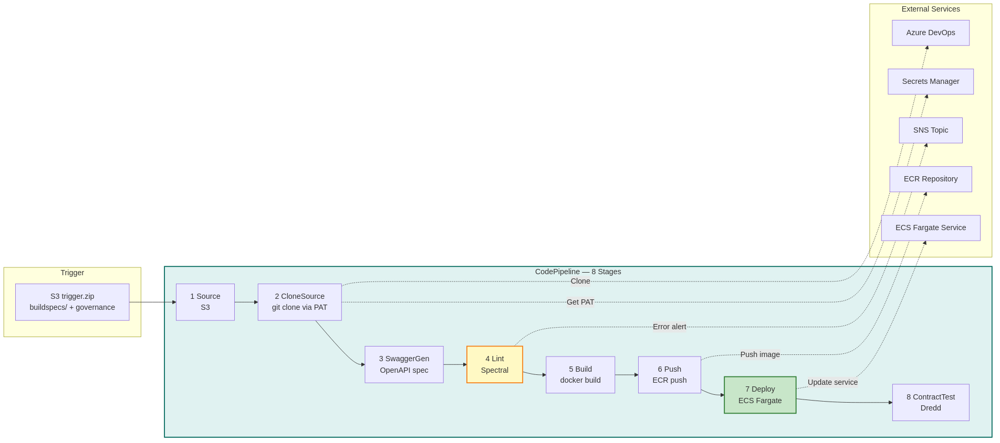 External Services
Azure DevOps
Secrets Manager
SNS Topic
ECR Repository
ECS Fargate Service
Trigger
S3 trigger.zip
buildspecs/ + governance
CodePipeline — 8 Stages
1 Source
S3
2 CloneSource
git clone via PAT
Clone
Get PAT
Error alert
3 SwaggerGen
OpenAPI spec
4 Lint
Spectral
5 Build
docker build
6 Push
ECR push
Push image
7 Deploy
ECS Fargate
Update service
8 ContractTest
Dredd